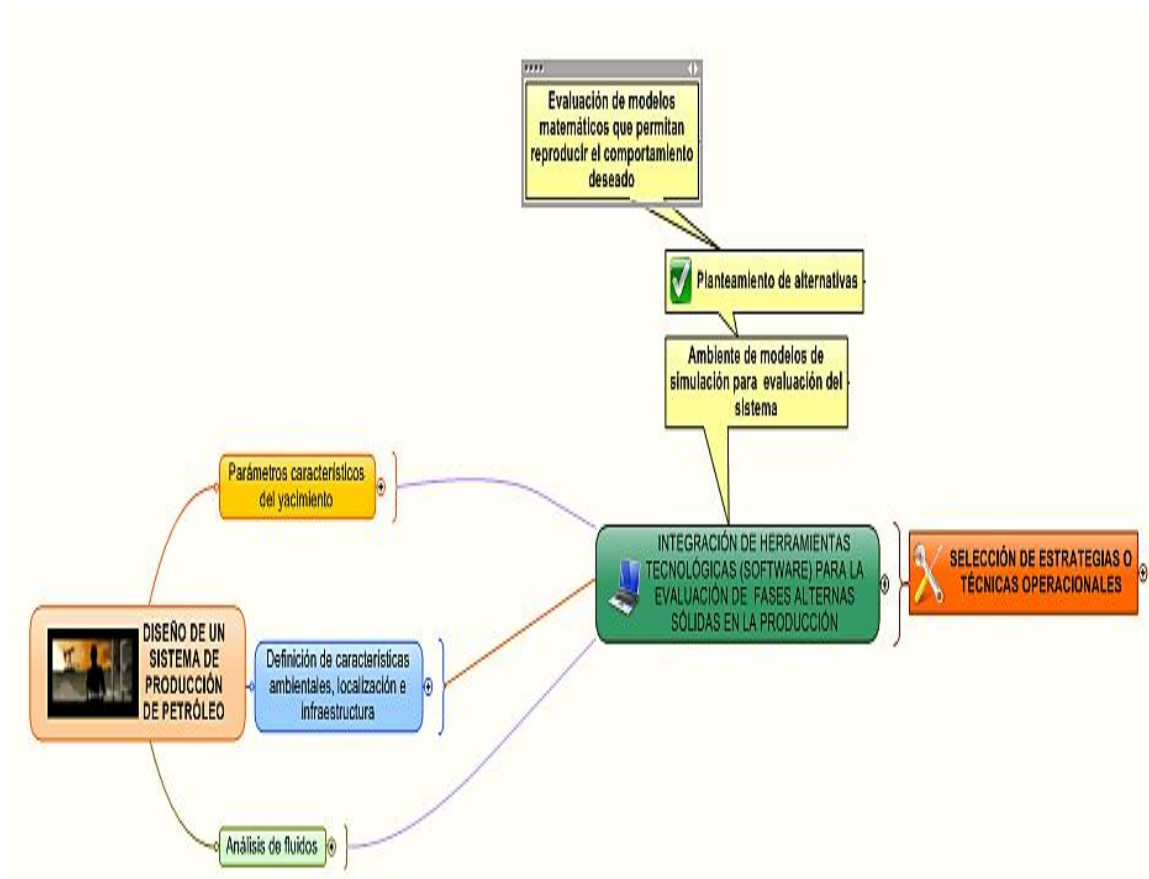 Evaluación de modelos
matemáticos que permitan
reproducir el comportamiento
deseado
Planteamiento de alternativas
Ambiente de modelos de
simulación para evaluación del
sistema
Parámetros característicos
del yacimiento
INTEGRACIÓN DE HERRAMIENTAS
TECNOLÓGICAS (SOFTWARE) PARA LA
EVALUACIÓN DE FASES ALTERNAS
SÓLIDAS EN LA PRODUCCIÓN
SELECCIÓN DE ESTRATEGIAS O
TÉCNICAS OPERACIONALES
DISEÑO DE UN
SISTEMA DE
PRODUCCIÓN
DE PETRÓLEO
Definición de características
ambientales, localización e
infraestructura
Análisis de fluidos